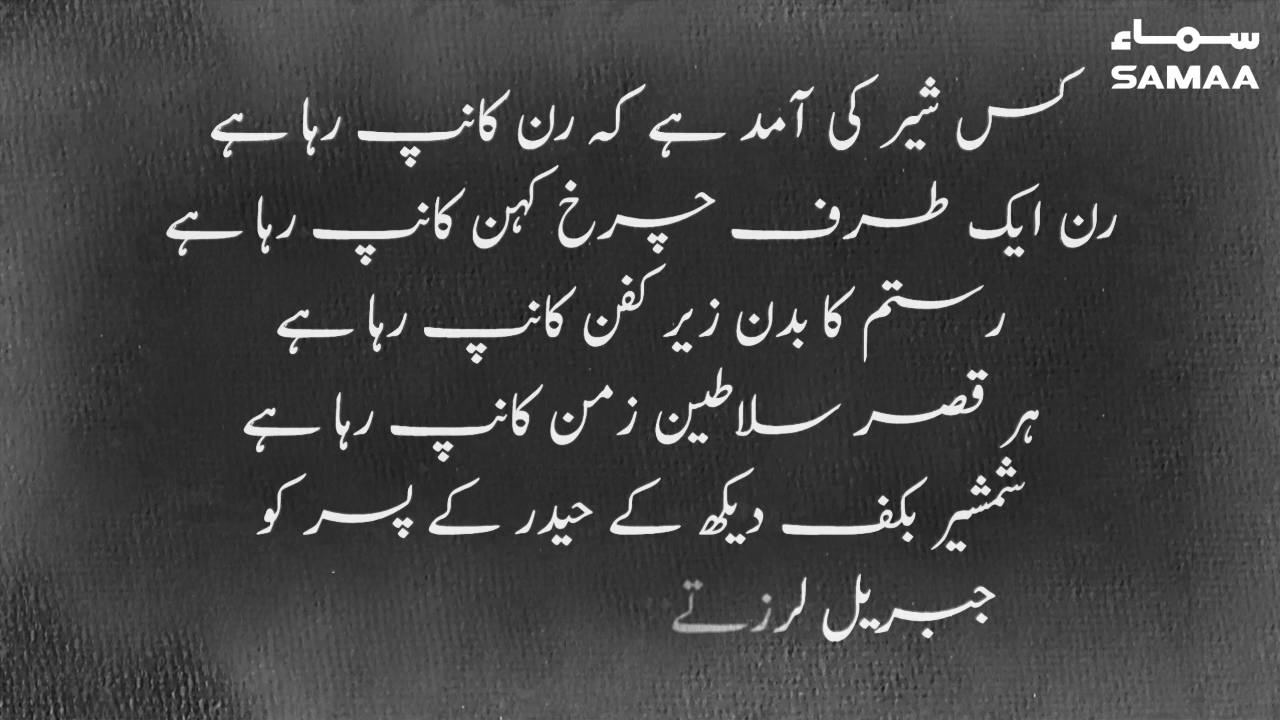 سماء
SAMAA
کس شیر کی آمد ہے کہ رن کانپ رہا ہے
رن ایک طرف چرخ کہن کانپ رہا ہے
رستم کا بدن زیر کفن کانپ رہا ہے
ہر قصر سلاطین زمن کانپ رہا ہے
شمشیر بکف دیکھ کے حیدر کے پسر کو
جبریل لرزتے